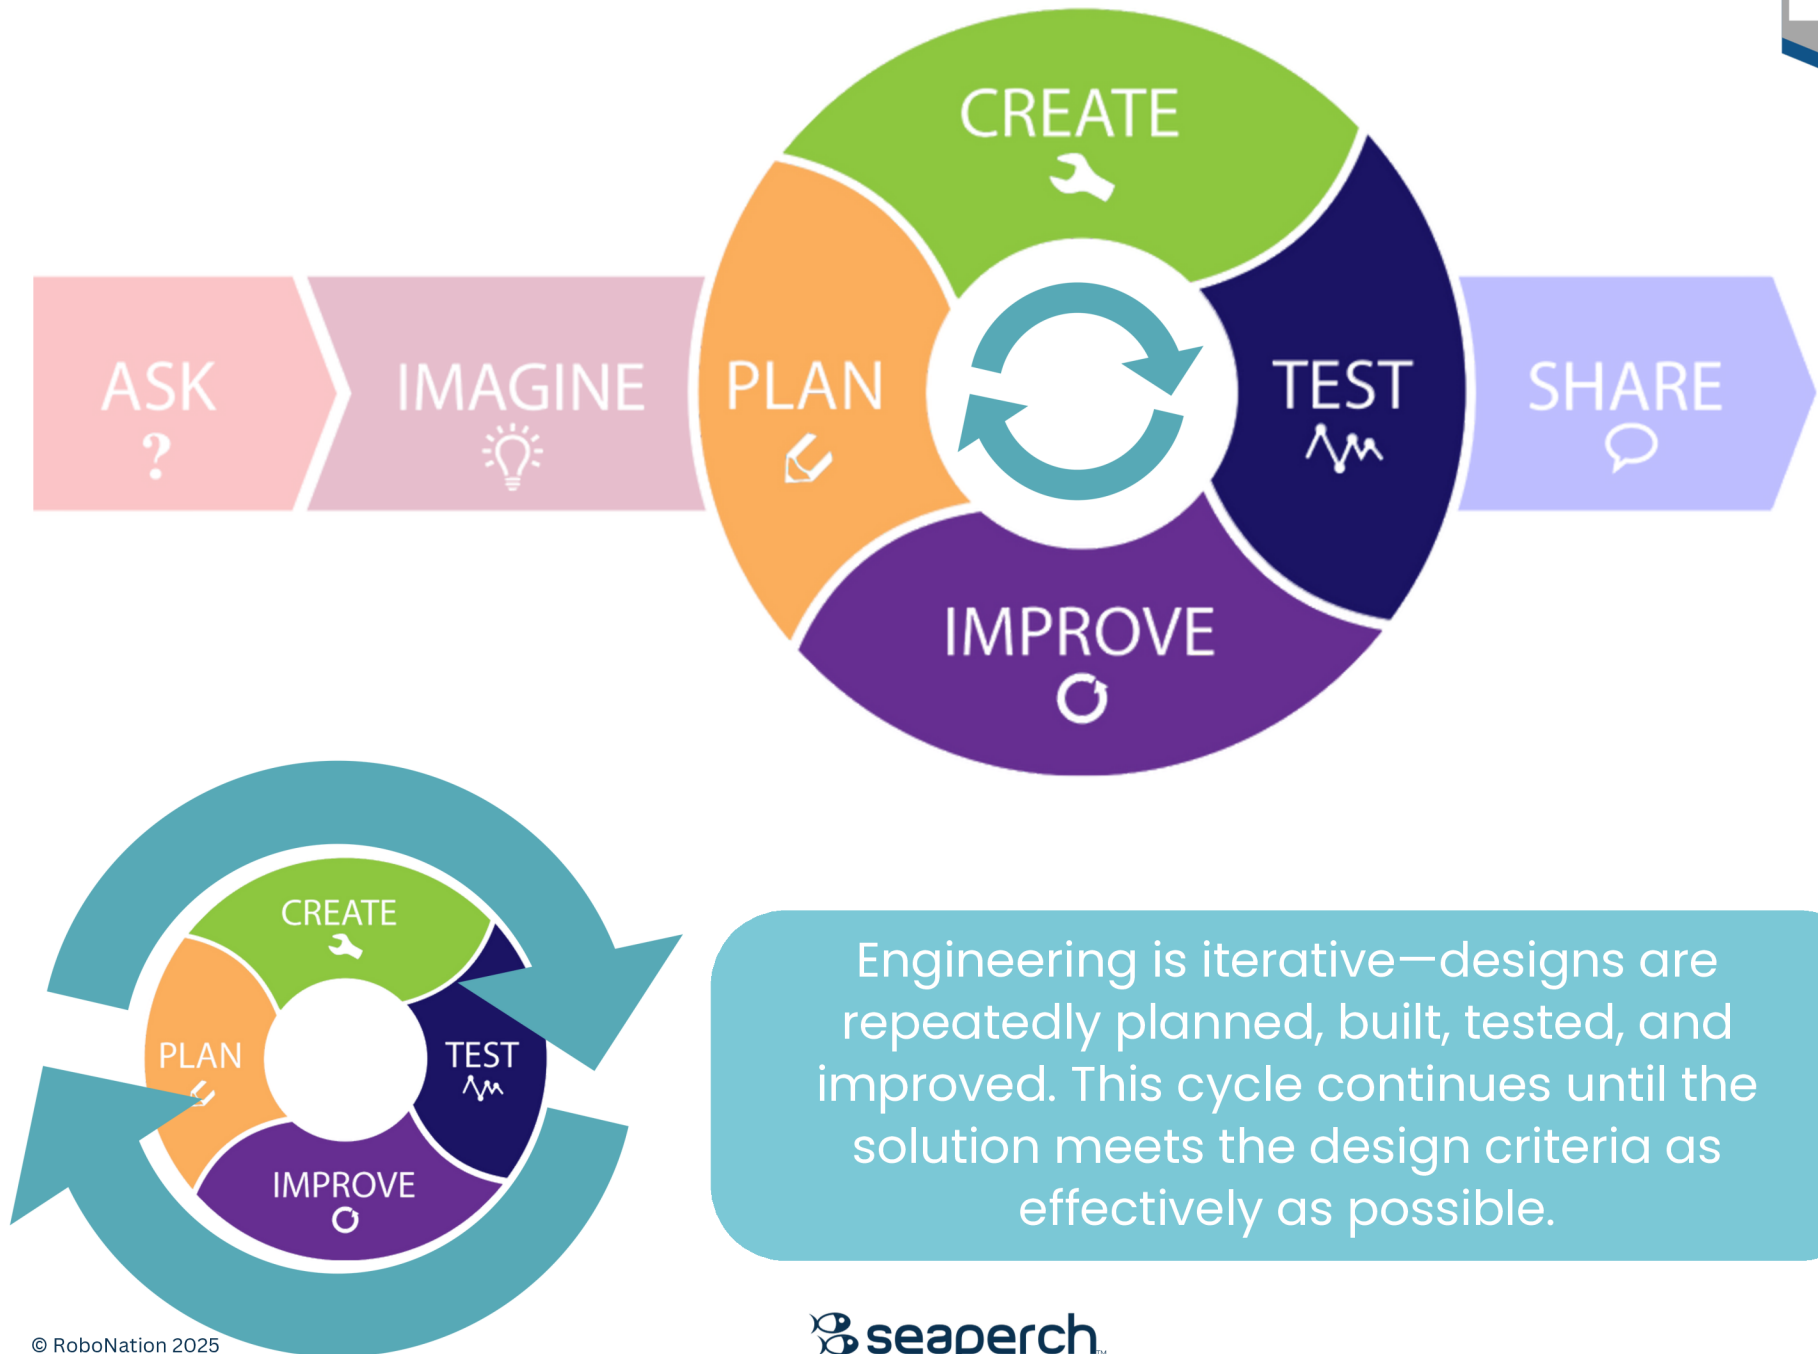 CREATE
ASK
?
IMAGINE
PLAN
TEST
SHARE
IMPROVE
CREATE
PLAN
TEST
IMPROVE
Engineering is iterative—designs are
repeatedly planned, built, tested, and
improved. This cycle continues until the
solution meets the design criteria as
effectively as possible.
© RoboNation 2025
seaperch™